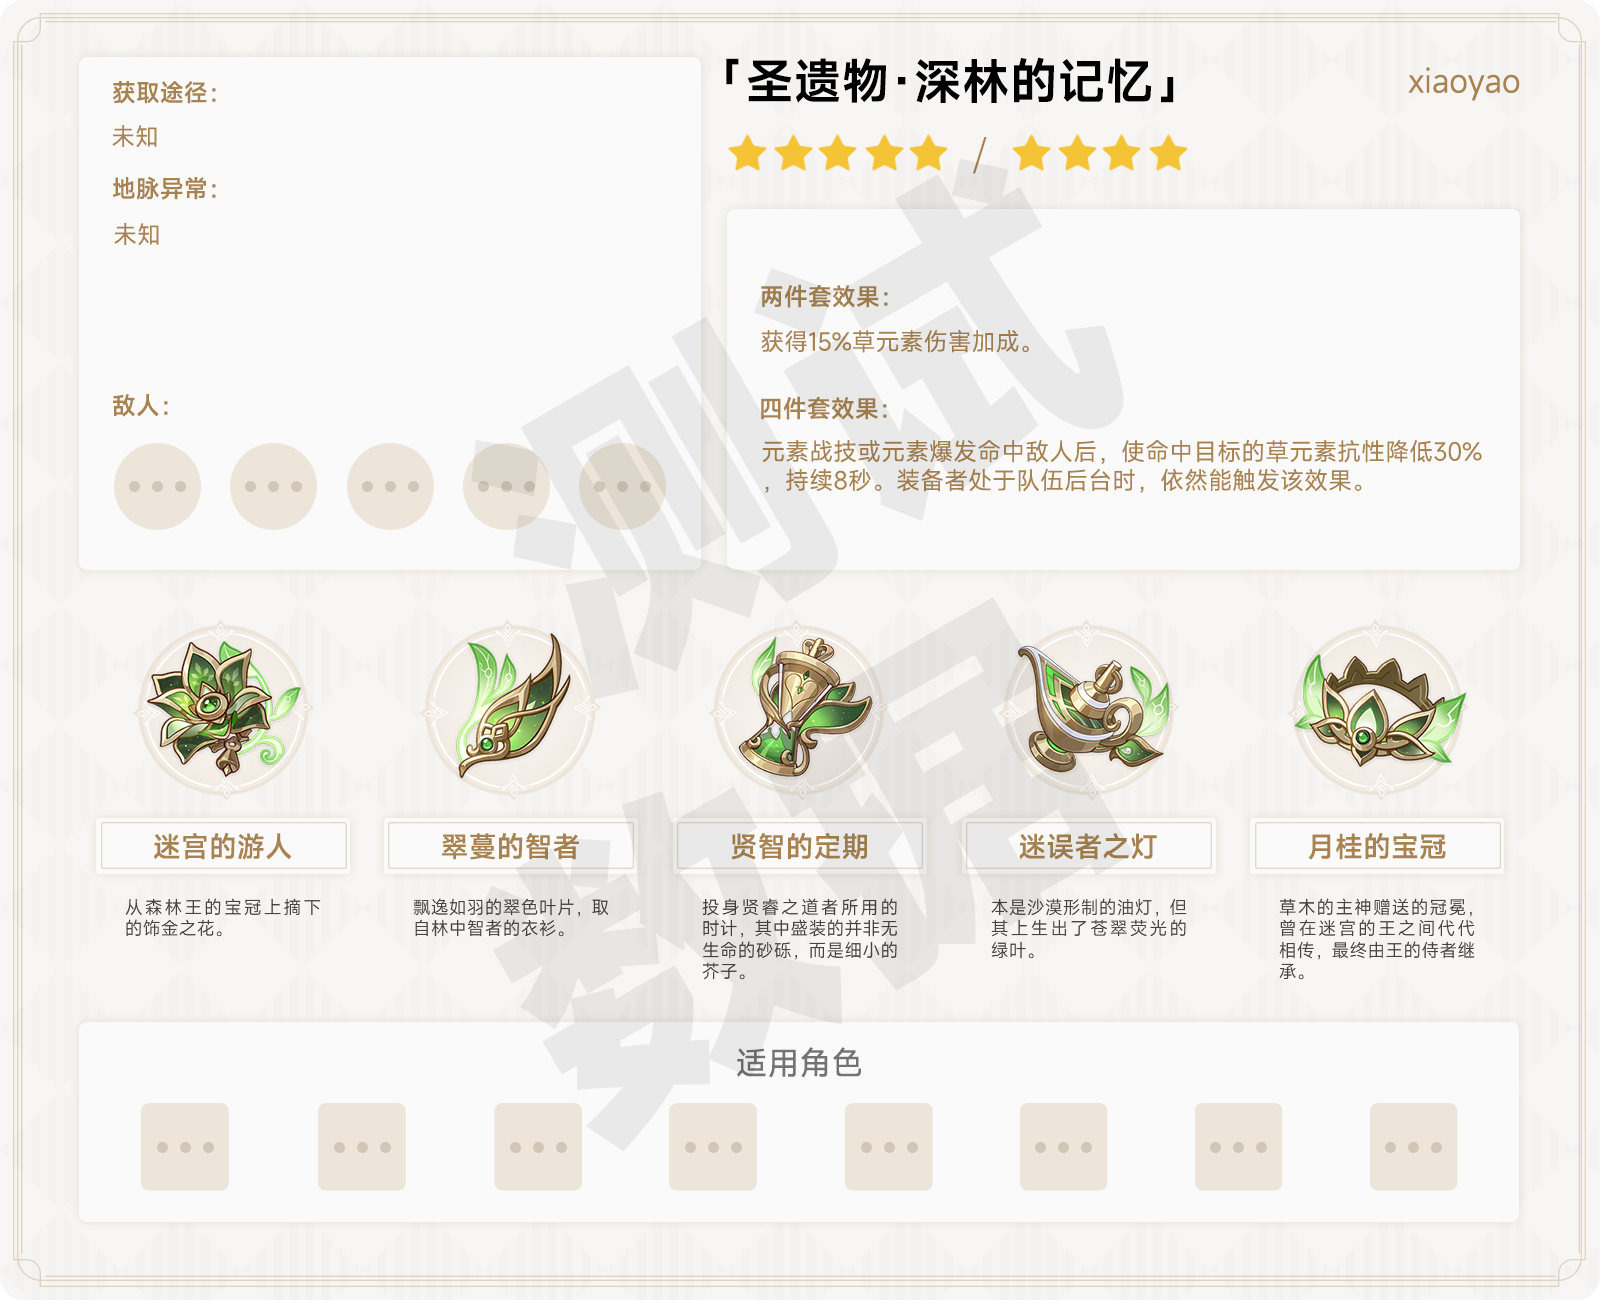 获取途径：
未知
地脉异常：
未知
敌人：
「圣遗物·深林的记忆」
xiaoyao
/
两件套效果：
获得15%草元素伤害加成。
四件套效果：
元素战技或元素爆发命中敌人后，使命中目标的草元素抗性降低30%
，持续8秒。装备者处于队伍后台时，依然能触发该效果。
测试
数据
迷宫的游人
从森林王的宝冠上摘下
的饰金之花。
翠蔓的智者
飘逸如羽的翠色叶片，取
自林中智者的衣衫。
贤智的定期
投身贤睿之道者所用的
时计，其中盛装的并非无
生命的砂砾，而是细小的
芥子。
迷误者之灯
本是沙漠形制的油灯，但
其上生出了苍翠荧光的
绿叶。
月桂的宝冠
草木的主神赠送的冠冕，
曾在迷宫的王之间代代
相传，最终由王的侍者继
承。
适用角色